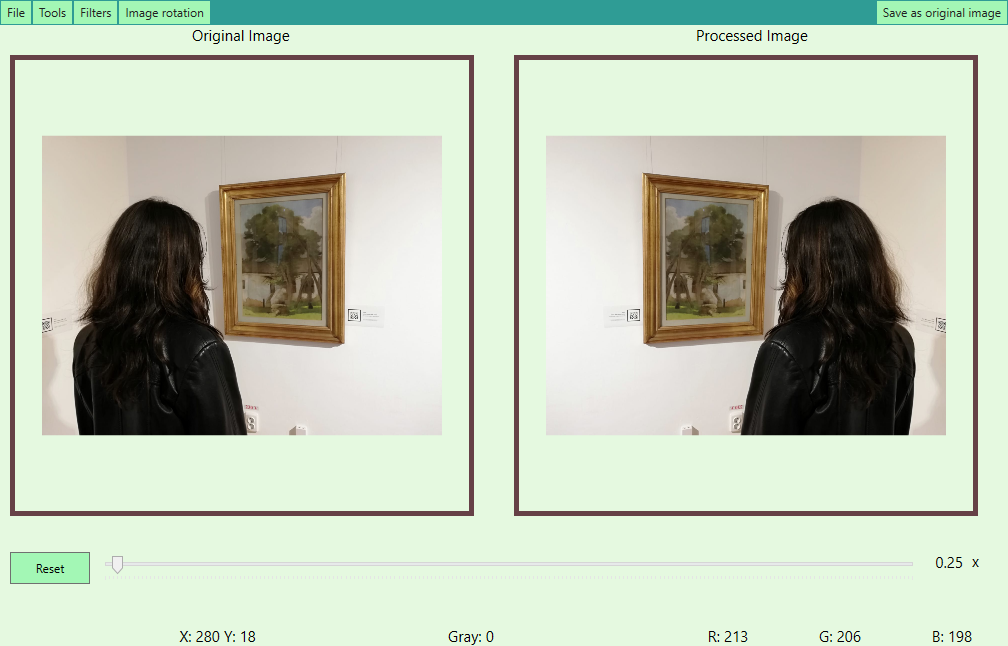 File Tools Filters Image rotation Save as original image
Original Image Processed Image
Reset 0.25 x
X: 280 Y: 18 Gray: 0 R: 213 G: 206 B: 198